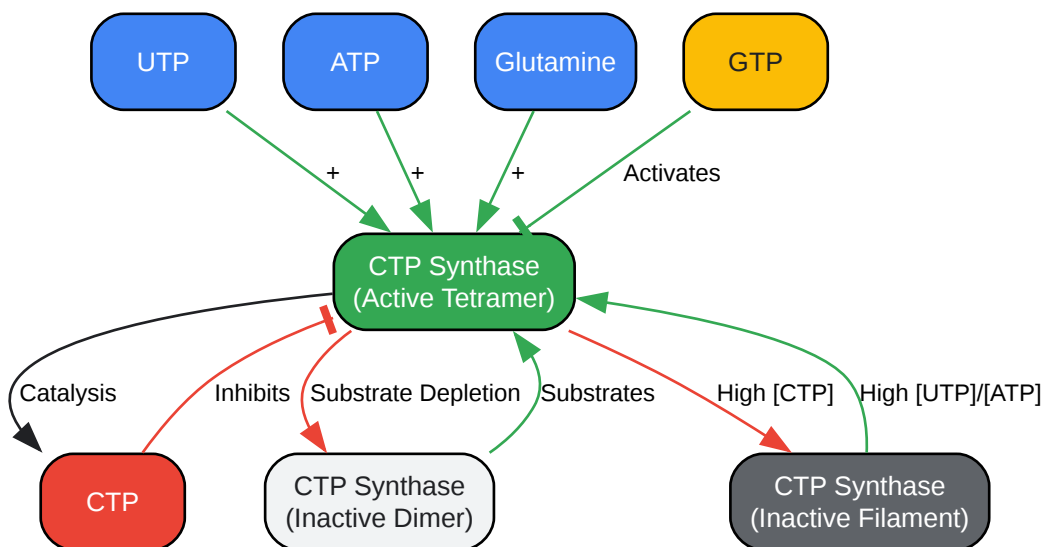 UTP
ATP
Glutamine
GTP
+
+
+
Activates
CTP Synthase
(Active Tetramer)
Catalysis
Inhibits
Substrate Depletion
Substrates
High [CTP]
High [UTP]/[ATP]
CTP
CTP Synthase
(Inactive Dimer)
CTP Synthase
(Inactive Filament)